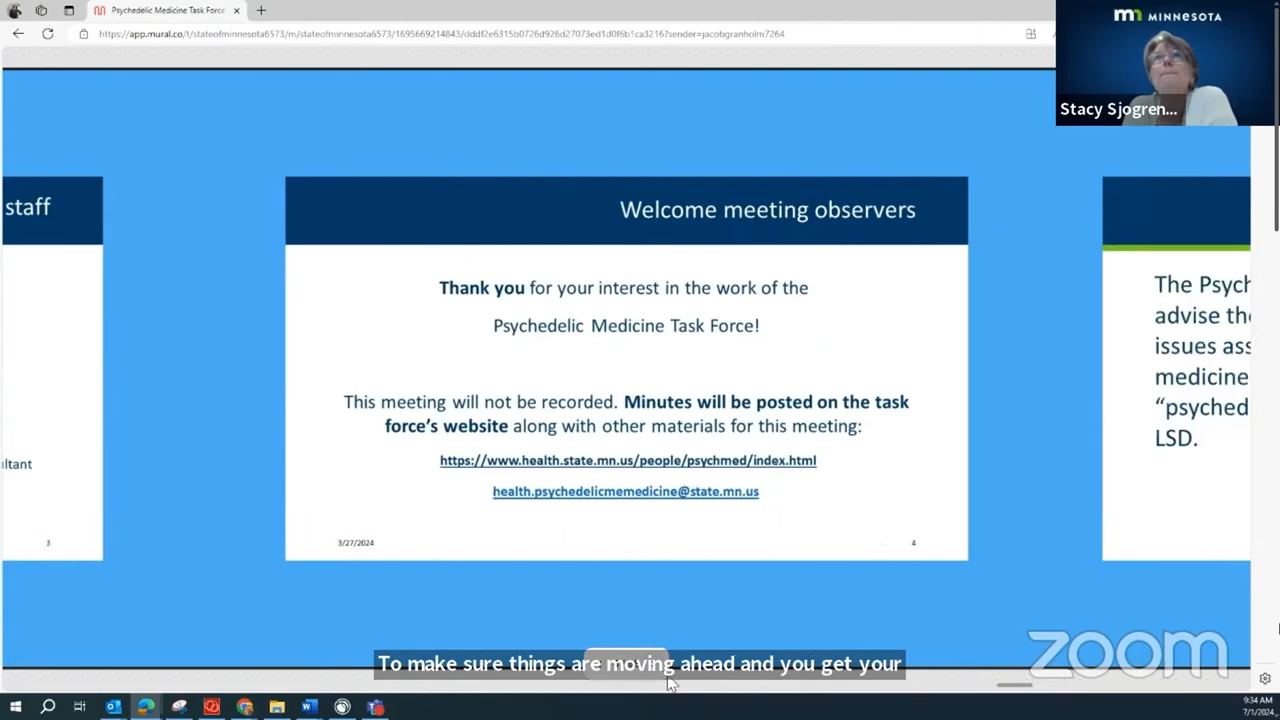 Psychedelic Medicine Task Force
https://app.mural.co/t/stateofminnesota6573/m/stateofminnesota6573/1695669214843/dddf2e6315b0726d926d27073ed1d0f6b1ca3216?sender=jacobgranholm7264
MINNESOTA
Stacy Sjogren...
staff
Welcome meeting observers
Thank you for your interest in the work of the
Psychedelic Medicine Task Force!
This meeting will not be recorded. Minutes will be posted on the task
force's website along with other materials for this meeting:
https://www.health.state.mn.us/people/psychmed/index.html
health.psychedelicmemedicine@state.mn.us
3/27/2024
4
ltant
3
The Psych
advise the
issues ass
medicine
“psyched
LSD.
To make sure things are moving ahead and you get your
zoom
9:34 AM
7/1/2024